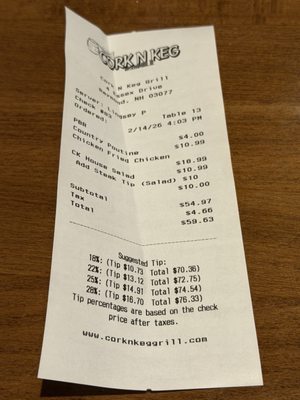 CORK N KEG
Cork N Keg Grill
4 Essex Drive
Raymond, NH 03077
Server: Lindsey P
Check Table 13
Ordered: 2/14/26 4:03 PM
PBR $4.00
Country Poutine $10.99
Chicken Fried Chicken $18.99
CK House Salad $10.99
Add Steak Tip (Salad) $10 $10.00
Subtotal $54.97
Tax $4.66
Total $59.63
Suggested Tip:
18%: (Tip $10.73 Total $70.36)
22%: (Tip $13.12 Total $72.75)
25%: (Tip $14.91 Total $74.54)
28%: (Tip $16.70 Total $76.33)
Tip percentages are based on the check
price after taxes.
www.corknkeggrill.com